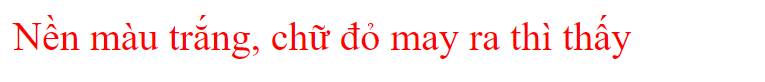 Nền màu trắng, chữ đỏ may ra thì thấy